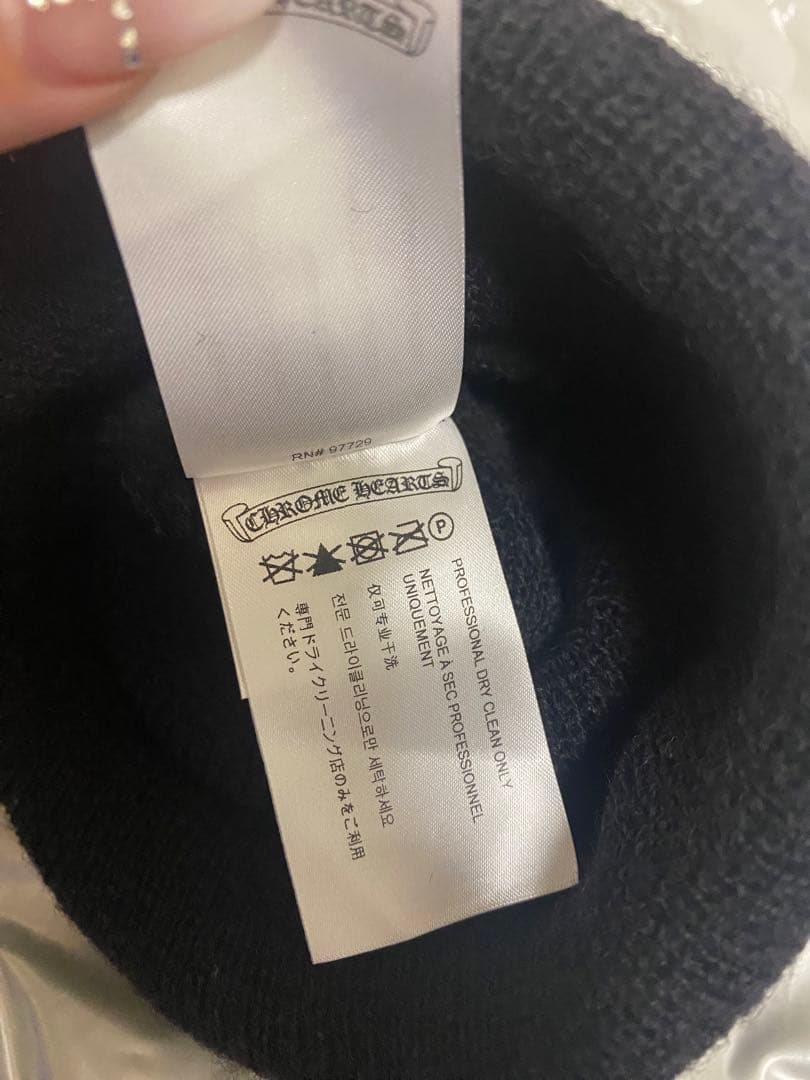 HEARTS
RN# 97729
CHROME HEARTS
P
PROFESSIONAL DRY CLEAN ONLY
NETTOYAGE À SEC PROFESSIONNEL
UNIQUEMENT
仅可专业干洗
전문 드라이클리닝으로만 세탁하세요
専門ドライクリーニング店のみをご利用
ください。